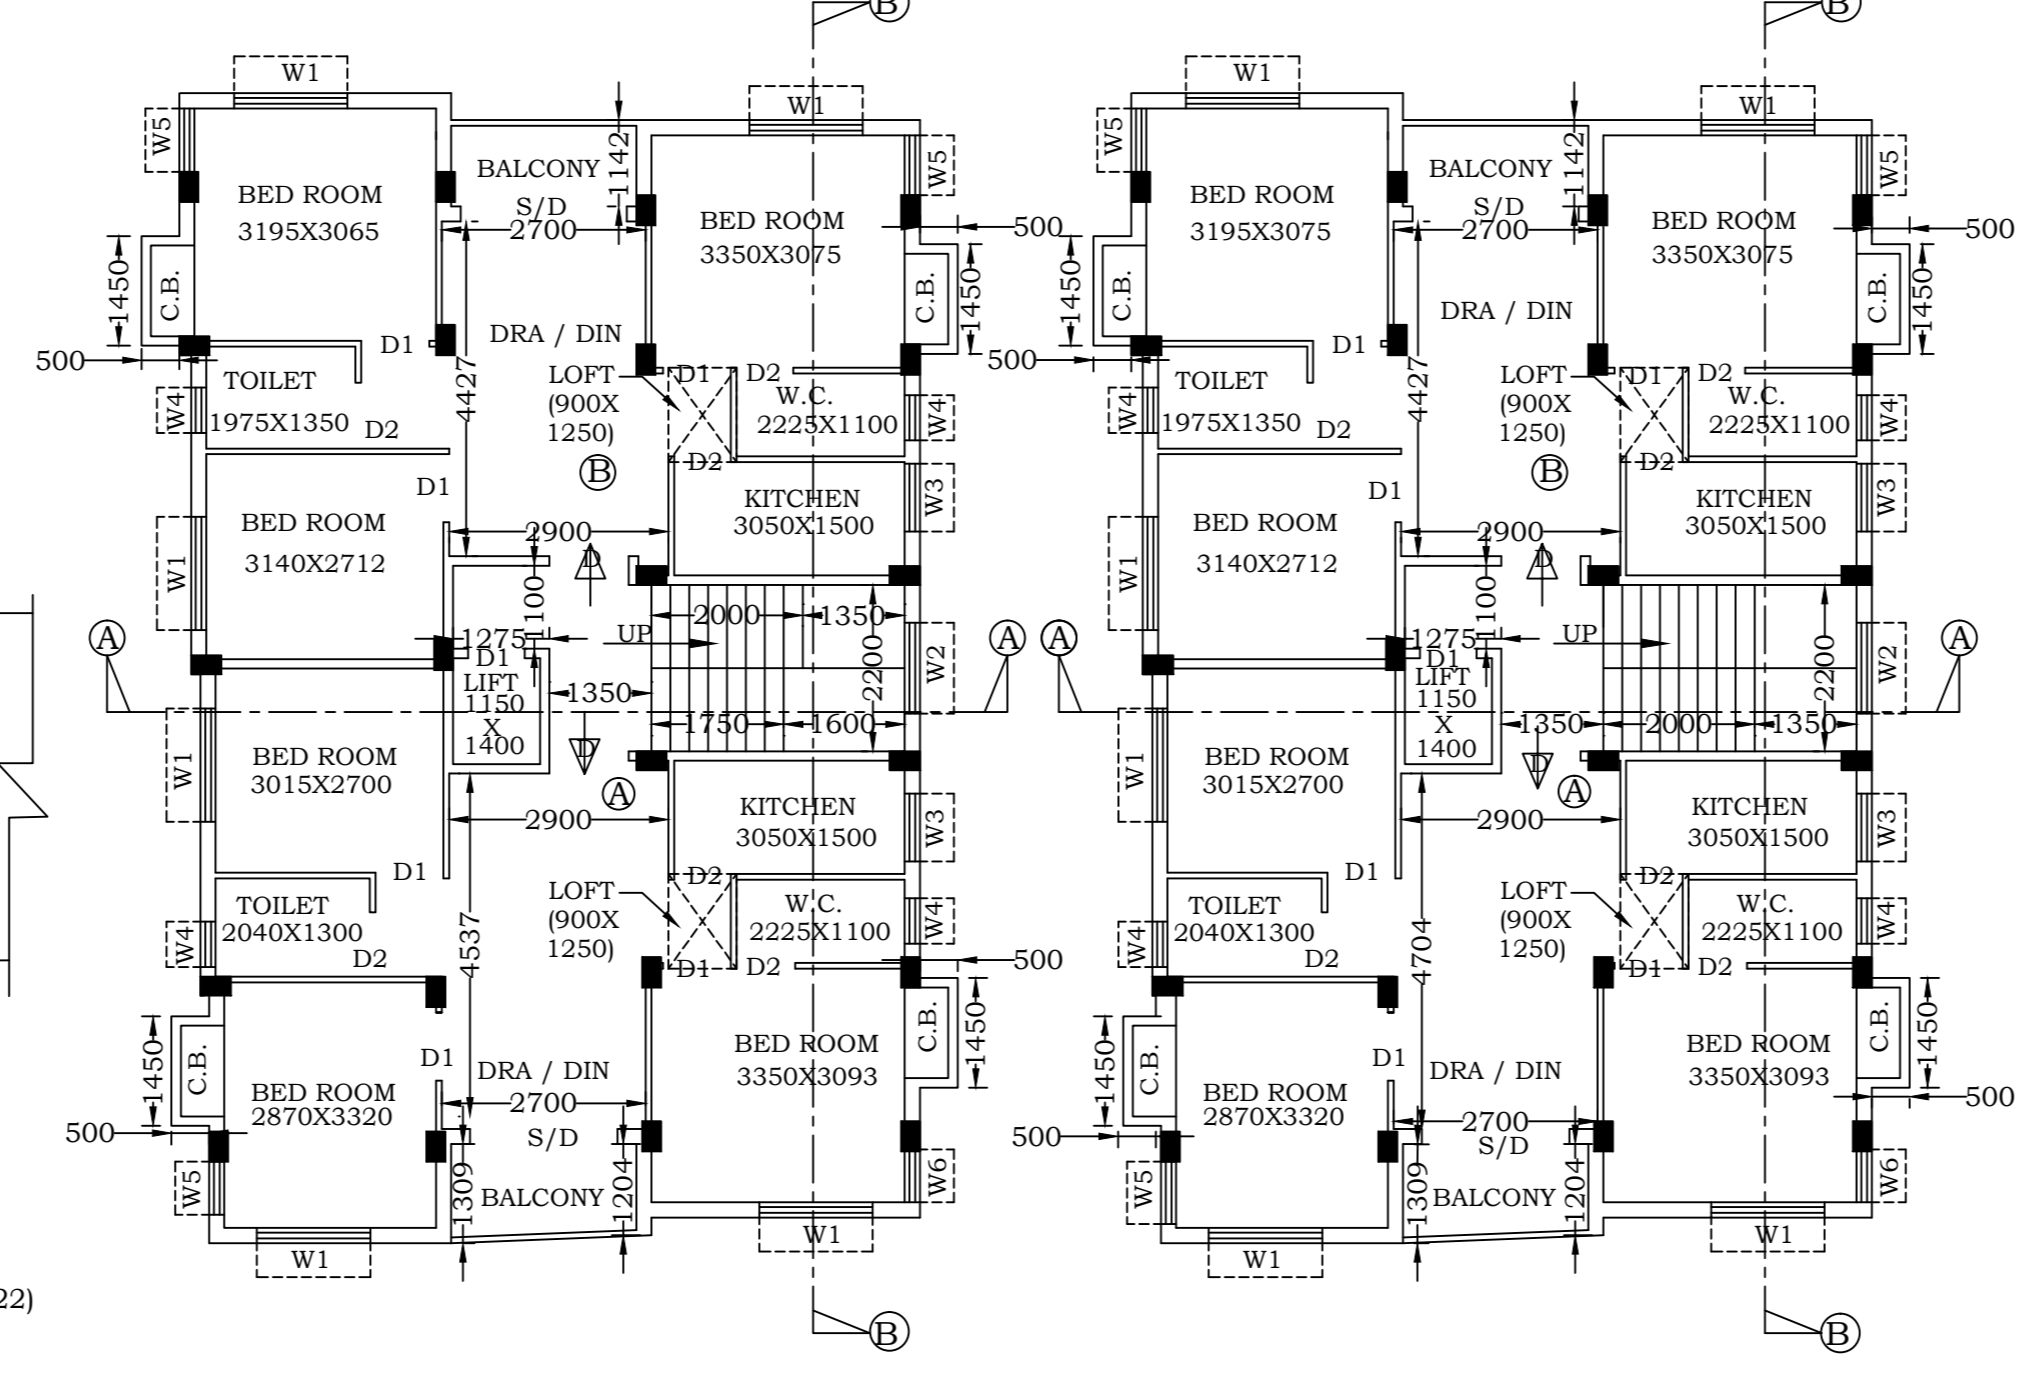 B
W1
W1
W5
W5
BALCONY
1142
BED ROOM
3195X3065
S/D
2700
BED ROOM
3350X3075
500
1450
C.B.
C.B.
1450
DRA / DIN
500
D1
4427
LOFT
(900X
1250)
D1
D2
TOILET
1975X1350
W4
D2
W.C.
2225X1100
W4
D2
B
D1
KITCHEN
3050X1500
W3
BED ROOM
3140X2712
W1
2900
D
1100
2000
1350
1275
UP
A
A
2200
W2
D1
LIFT
1150
X
1400
1350
1750
1600
D
BED ROOM
3015X2700
W1
A
2900
KITCHEN
3050X1500
W3
D1
D2
LOFT
(900X
1250)
TOILET
2040X1300
W4
D2
4537
W.C.
2225X1100
W4
D1
D2
500
BED ROOM
3350X3093
C.B.
1450
1450
C.B.
D1
DRA / DIN
BED ROOM
2870X3320
2700
S/D
500
W5
1309
BALCONY
1204
W6
W1
W1
B
22)
B
W1
W1
W5
W5
BALCONY
1142
BED ROOM
3195X3075
S/D
2700
BED ROOM
3350X3075
500
1450
C.B.
C.B.
1450
DRA / DIN
500
D1
4427
LOFT
(900X
1250)
D1
D2
TOILET
1975X1350
W4
D2
W.C.
2225X1100
W4
D2
B
D1
KITCHEN
3050X1500
W3
BED ROOM
3140X2712
W1
2900
D
1100
1275
UP
A
A
2200
W2
D1
LIFT
1150
X
1400
1350
2000
1350
D
BED ROOM
3015X2700
W1
A
2900
KITCHEN
3050X1500
W3
D1
D2
LOFT
(900X
1250)
TOILET
2040X1300
W4
D2
4704
W.C.
2225X1100
W4
D1
D2
BED ROOM
3350X3093
C.B.
1450
1450
C.B.
D1
DRA / DIN
BED ROOM
2870X3320
500
2700
S/D
500
W5
1309
BALCONY
1204
W6
W1
W1
B